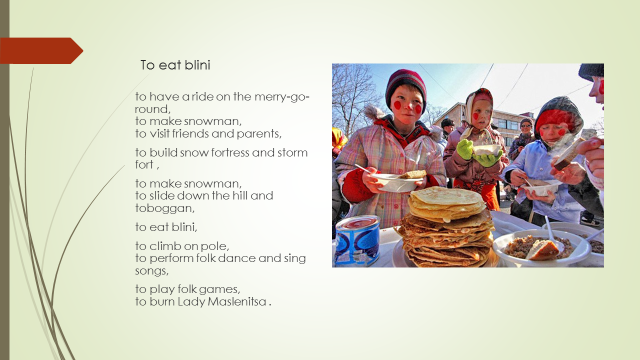 To eat blini
to have a ride on the merry-go-
round,
to make snowman,
to visit friends and parents,
to build snow fortress and storm
fort ,
to make snowman,
to slide down the hill and
toboggan,
to eat blini,
to climb on pole,
to perform folk dance and sing
songs,
to play folk games,
to burn Lady Maslenitsa .